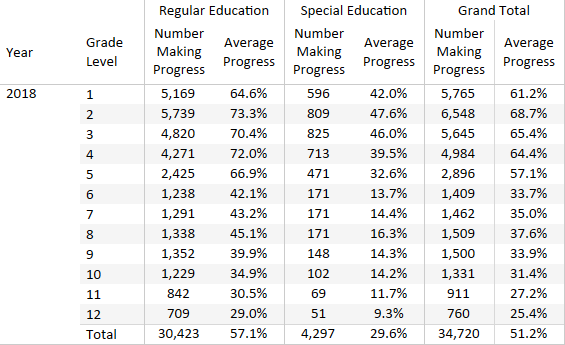 Regular Education Special Education Grand Total
Year Grade Level Number Making Progress Average Progress Number Making Progress Average Progress Number Making Progress Average Progress
2018 1 5,169 64.6% 596 42.0% 5,765 61.2%
2 5,739 73.3% 809 47.6% 6,548 68.7%
3 4,820 70.4% 825 46.0% 5,645 65.4%
4 4,271 72.0% 713 39.5% 4,984 64.4%
5 2,425 66.9% 471 32.6% 2,896 57.1%
6 1,238 42.1% 171 13.7% 1,409 33.7%
7 1,291 43.2% 171 14.4% 1,462 35.0%
8 1,338 45.1% 171 16.3% 1,509 37.6%
9 1,352 39.9% 148 14.3% 1,500 33.9%
10 1,229 34.9% 102 14.2% 1,331 31.4%
11 842 30.5% 69 11.7% 911 27.2%
12 709 29.0% 51 9.3% 760 25.4%
Total 30,423 57.1% 4,297 29.6% 34,720 51.2%